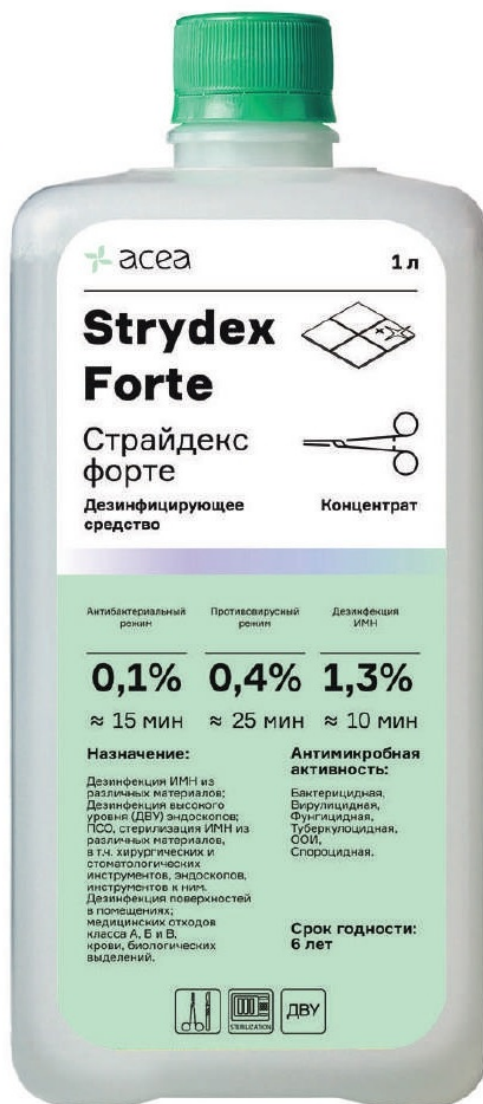 acea
1 л
Strydex
Forte
Страйдекс
форте
Дезинфицирующее
средство
Концентрат
Антибактериальный
режим
Противовирусный
режим
Дезинфекция
ИМН
0,1% 0,4% 1,3%
≈ 15 мин ≈ 25 мин ≈ 10 мин
Назначение:
Дезинфекция ИМН из
различных материалов;
Дезинфекция высокого
уровня (ДВУ) эндоскопов;
ПСО, стерилизация ИМН из
различных материалов,
в т.ч. хирургических и
стоматологических
инструментов, эндоскопов,
инструментов к ним.
Дезинфекция поверхностей
в помещениях;
медицинских отходов
класса А, Б и В,
крови, биологических
выделений.
Антимикробная
активность:
Бактерицидная,
Вирулицидная,
Фунгицидная,
Туберкулоцидная,
ООИ,
Спороцидная.
Срок годности:
6 лет
STERILIZATION
ДВУ